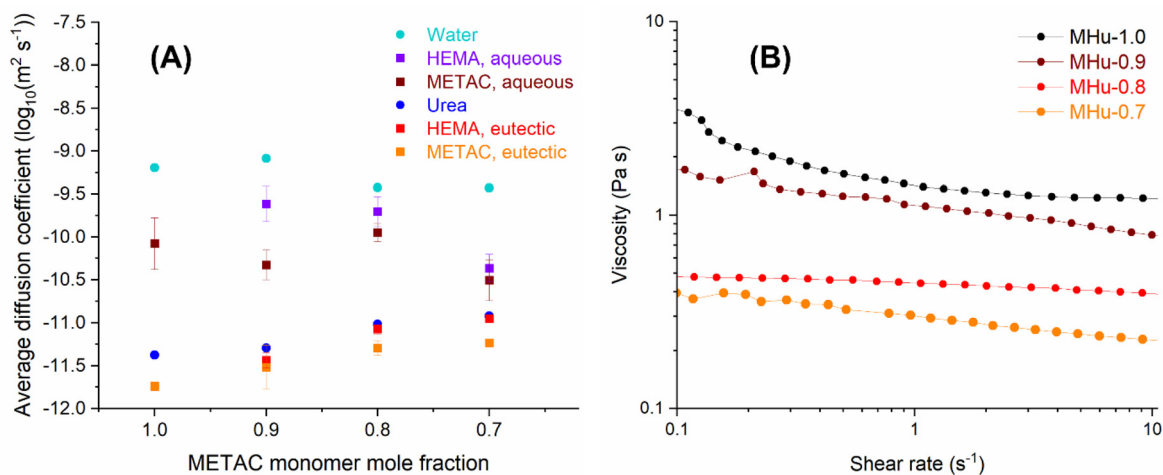 (A)
Average diffusion coefficient (log₁₀(m² s⁻¹))
-7.5
-8.0
-8.5
-9.0
-9.5
-10.0
-10.5
-11.0
-11.5
-12.0
Water
HEMA, aqueous
METAC, aqueous
Urea
HEMA, eutectic
METAC, eutectic
1.0 0.9 0.8 0.7
METAC monomer mole fraction
(B)
Viscosity (Pa s)
10
1
0.1
MHu-1.0
MHu-0.9
MHu-0.8
MHu-0.7
0.1 1 10
Shear rate (s⁻¹)